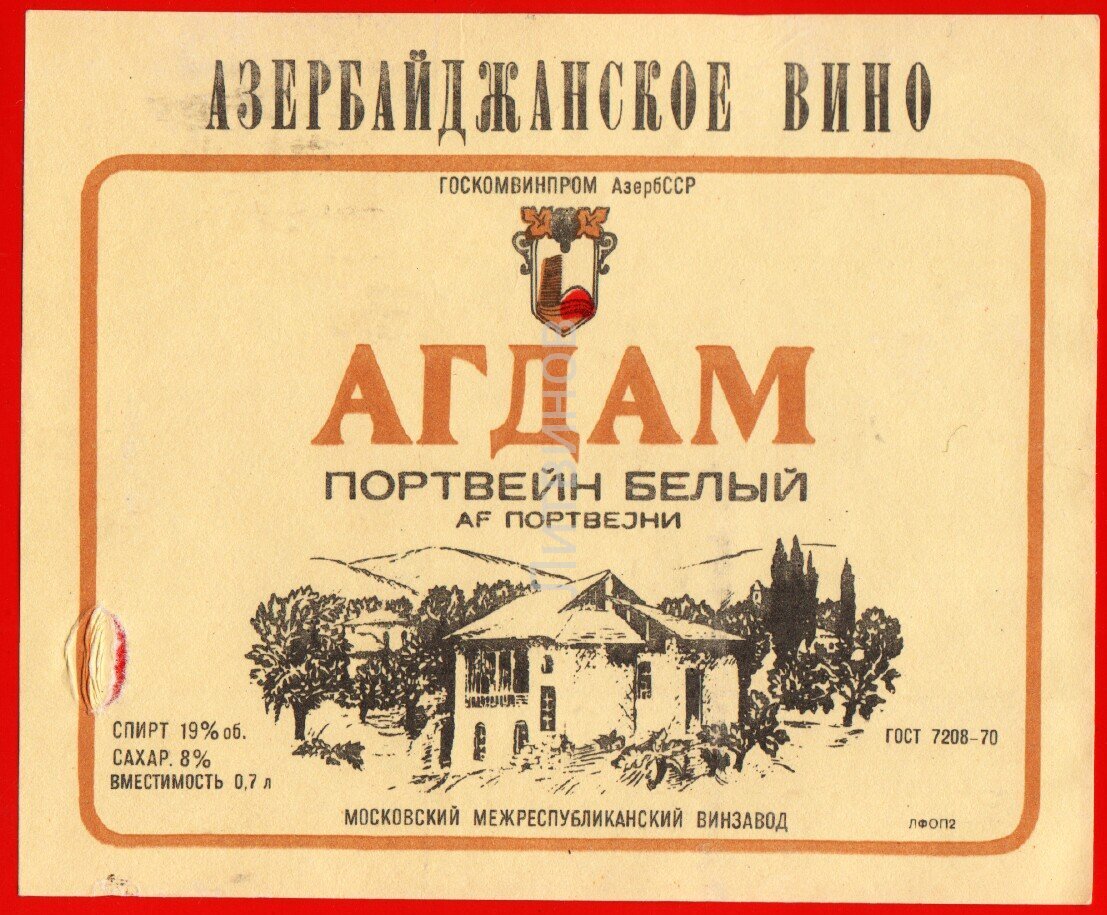 АЗЕРБАЙДЖАНСКОЕ ВИНО
ГОСКОМВИНПРОМ АзербССР
АГДАМ
ПОРТВЕЙН БЕЛЫЙ
АҒ ПОРТВЕЈНИ
СПИРТ 19% об.
САХАР. 8%
ВМЕСТИМОСТЬ 0,7 л
ГОСТ 7208-70
МОСКОВСКИЙ МЕЖРЕСПУБЛИКАНСКИЙ ВИНЗАВОД
ЛФОП2